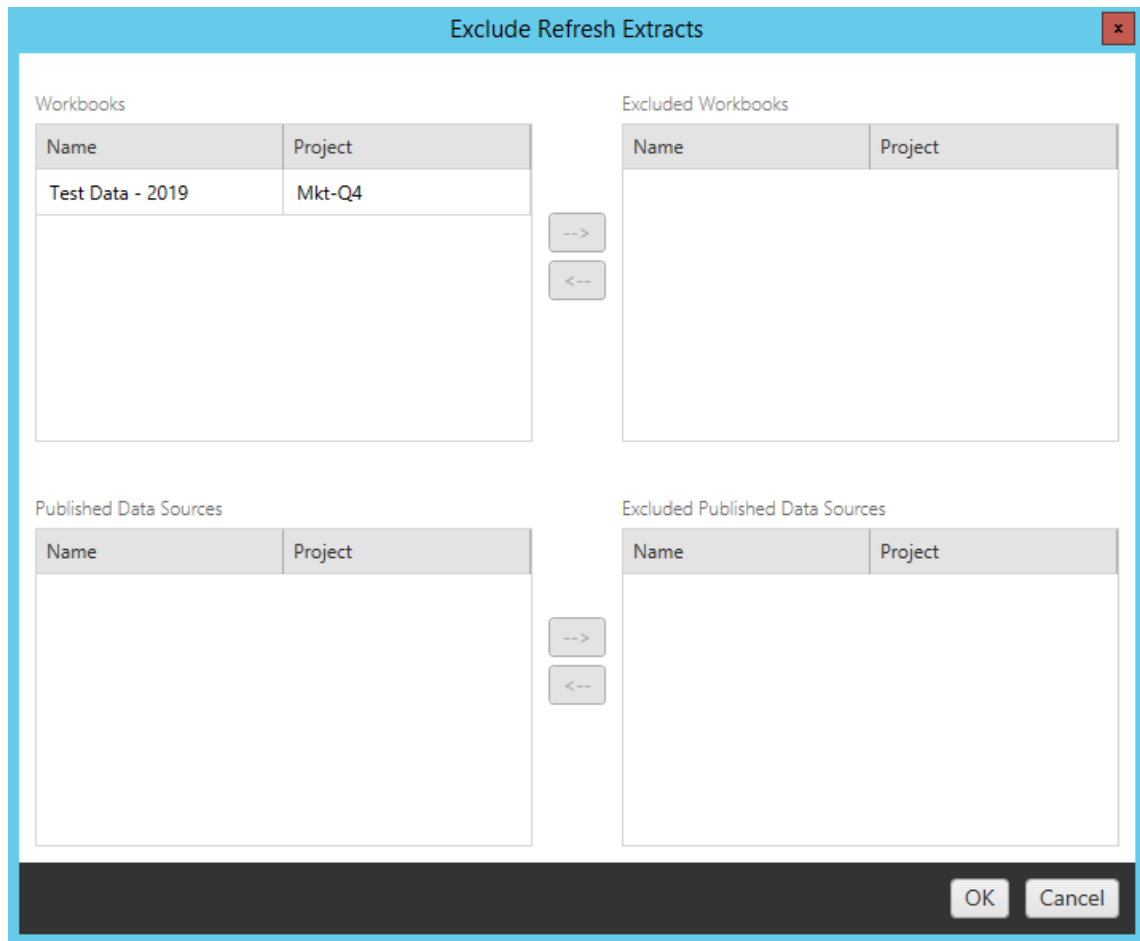 Exclude Refresh Extracts
x
Workbooks
Name Project
Test Data - 2019 Mkt-Q4
-->
<--
Excluded Workbooks
Name Project
Published Data Sources
Name Project
-->
<--
Excluded Published Data Sources
Name Project
OK Cancel